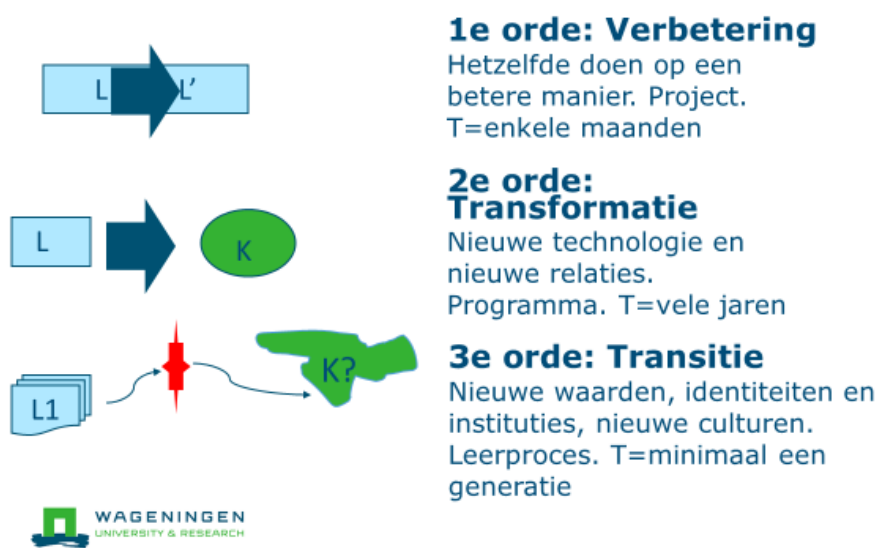 1e orde: Verbetering
Hetzelfde doen op een
betere manier. Project.
T=enkele maanden
L L'
2e orde:
Transformatie
Nieuwe technologie en
nieuwe relaties.
Programma. T=vele jaren
L
K
3e orde: Transitie
Nieuwe waarden, identiteiten en
instituties, nieuwe culturen.
Leerproces. T=minimaal een
generatie
L1
K?
WAGENINGEN
UNIVERSITY & RESEARCH